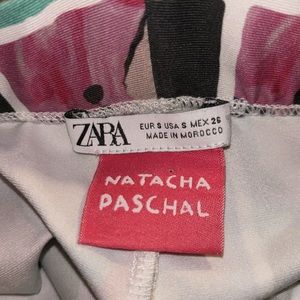 ZARA
EUR S USA S MEX 26
MADE IN MOROCCO
NATACHA
PASCHAL